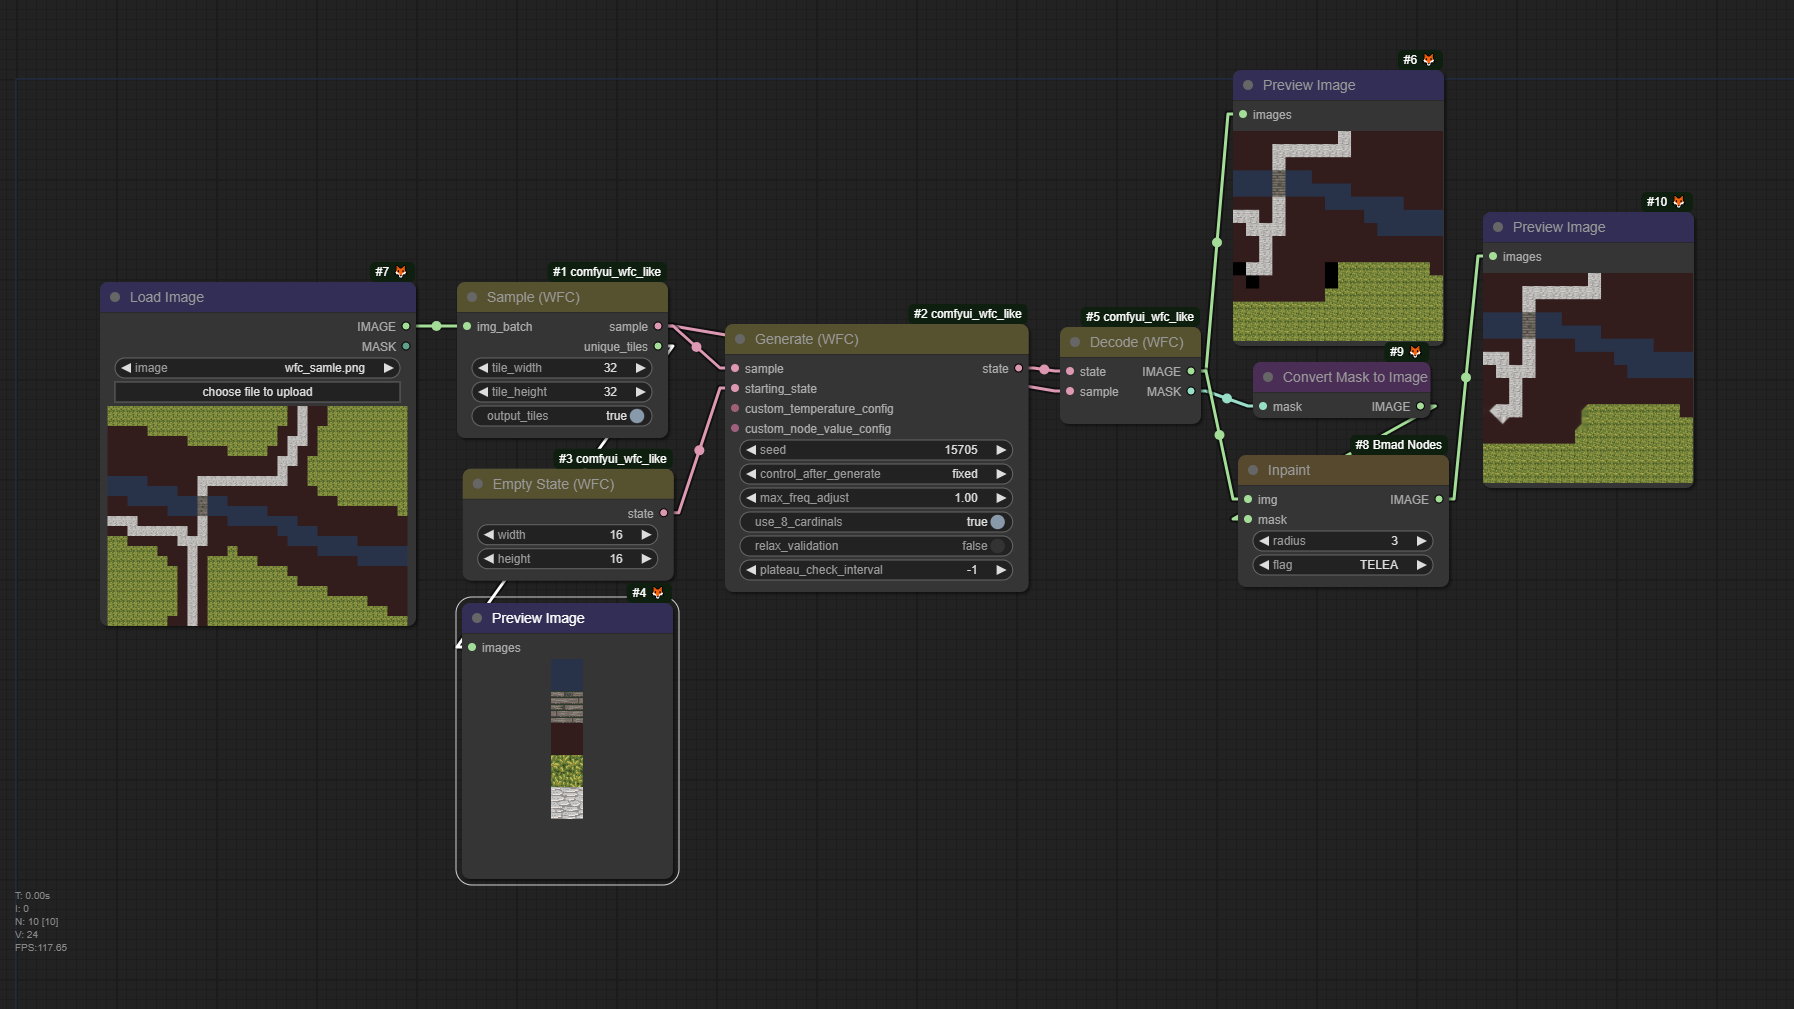 #7
Load Image
IMAGE
MASK
image wfc_samle.png
choose file to upload
#1 comfyui_wfc_like
Sample (WFC)
img_batch sample
unique_tiles
tile_width 32
tile_height 32
output_tiles true
#3 comfyui_wfc_like
Empty State (WFC)
state
width 16
height 16
#4
Preview Image
images
#2 comfyui_wfc_like
Generate (WFC)
sample state
starting_state
custom_temperature_config
custom_node_value_config
seed 15705
control_after_generate fixed
max_freq_adjust 1.00
use_8_cardinals true
relax_validation false
plateau_check_interval -1
#5 comfyui_wfc_like
Decode (WFC)
state IMAGE
sample MASK
#6
Preview Image
images
#9
Convert Mask to Image
mask IMAGE
#8 Bmad Nodes
Inpaint
img IMAGE
mask
radius 3
flag TELEA
#10
Preview Image
images
T: 0.00s
I: 0
N: 10 [10]
V: 24
FPS:117.65